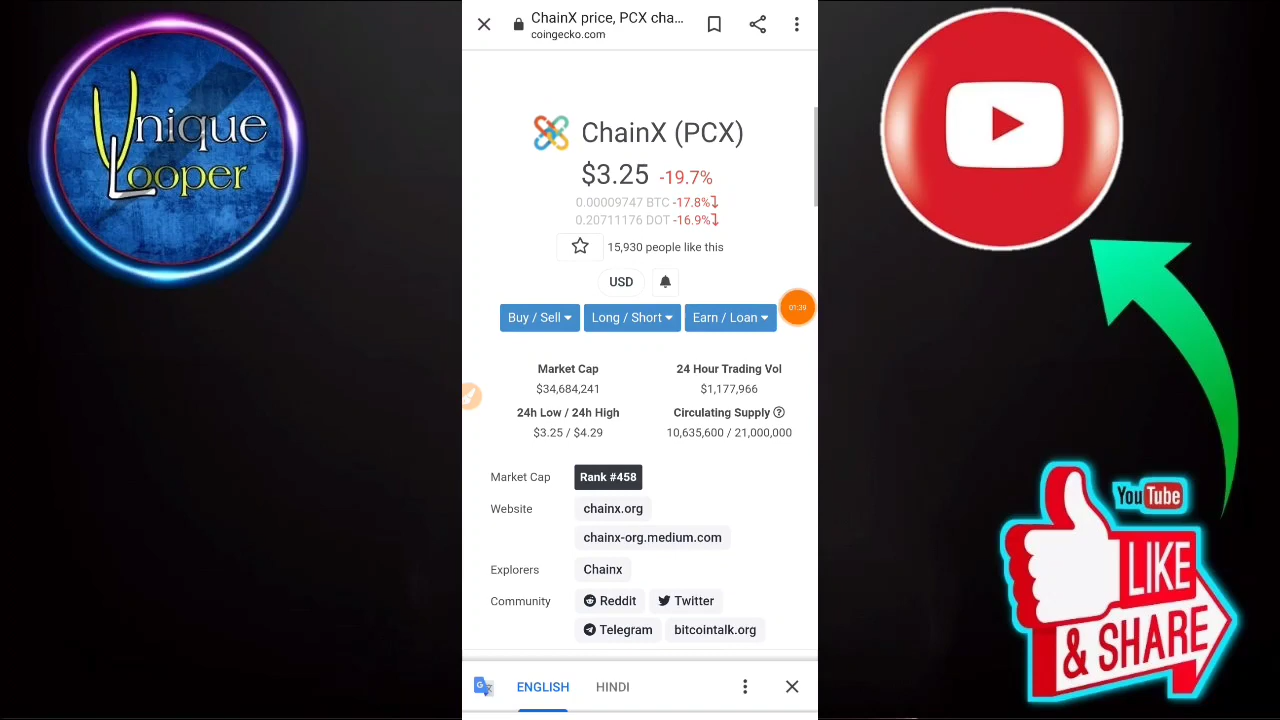 Unique
Looper
ChainX price, PCX cha...
coingecko.com
ChainX (PCX)
$3.25 -19.7%
0.00009747 BTC -17.8%
0.20711176 DOT -16.9%
15,930 people like this
USD
Buy / Sell
Long / Short
Earn / Loan
01:38
Market Cap
24 Hour Trading Vol
$34,684,241
$1,177,966
24h Low / 24h High
Circulating Supply
$3.25 / $4.29
10,635,600 / 21,000,000
Market Cap
Rank #458
Website
chainx.org
chainx-org.medium.com
Explorers
Chainx
Community
Reddit
Twitter
Telegram
bitcointalk.org
G
ENGLISH
HINDI
YouTube
LIKE
& SHARE